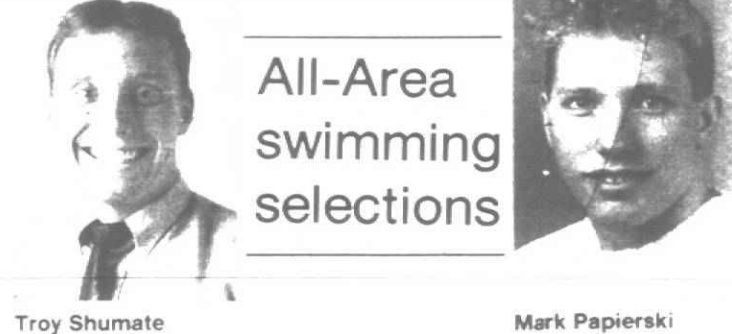 All-Area
swimming
selections
Troy Shumate
Mark Papierski